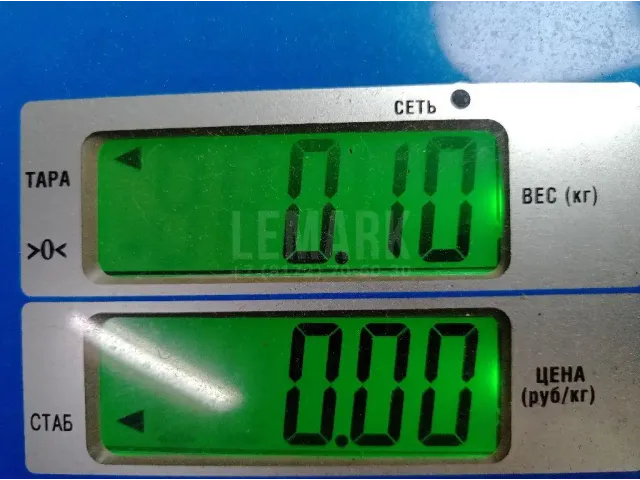 СЕТЬ
ТАРА
0.10
ВЕС (кг)
>0<
LEMARK
0.00
ЦЕНА
(руб/кг)
СТАБ